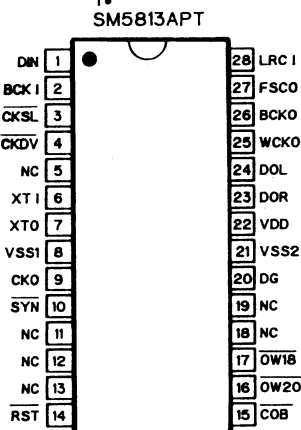 SM5813APT
DIN 1 28 LRCI
BCKI 2 27 FSCO
CKSL 3 26 BCKO
CKDV 4 25 WCKO
NC 5 24 DOL
XTI 6 23 DOR
XTO 7 22 VDD
VSS1 8 21 VSS2
CKO 9 20 DG
SYN 10 19 NC
NC 11 18 NC
NC 12 17 OW18
NC 13 16 OW20
RST 14 15 COB